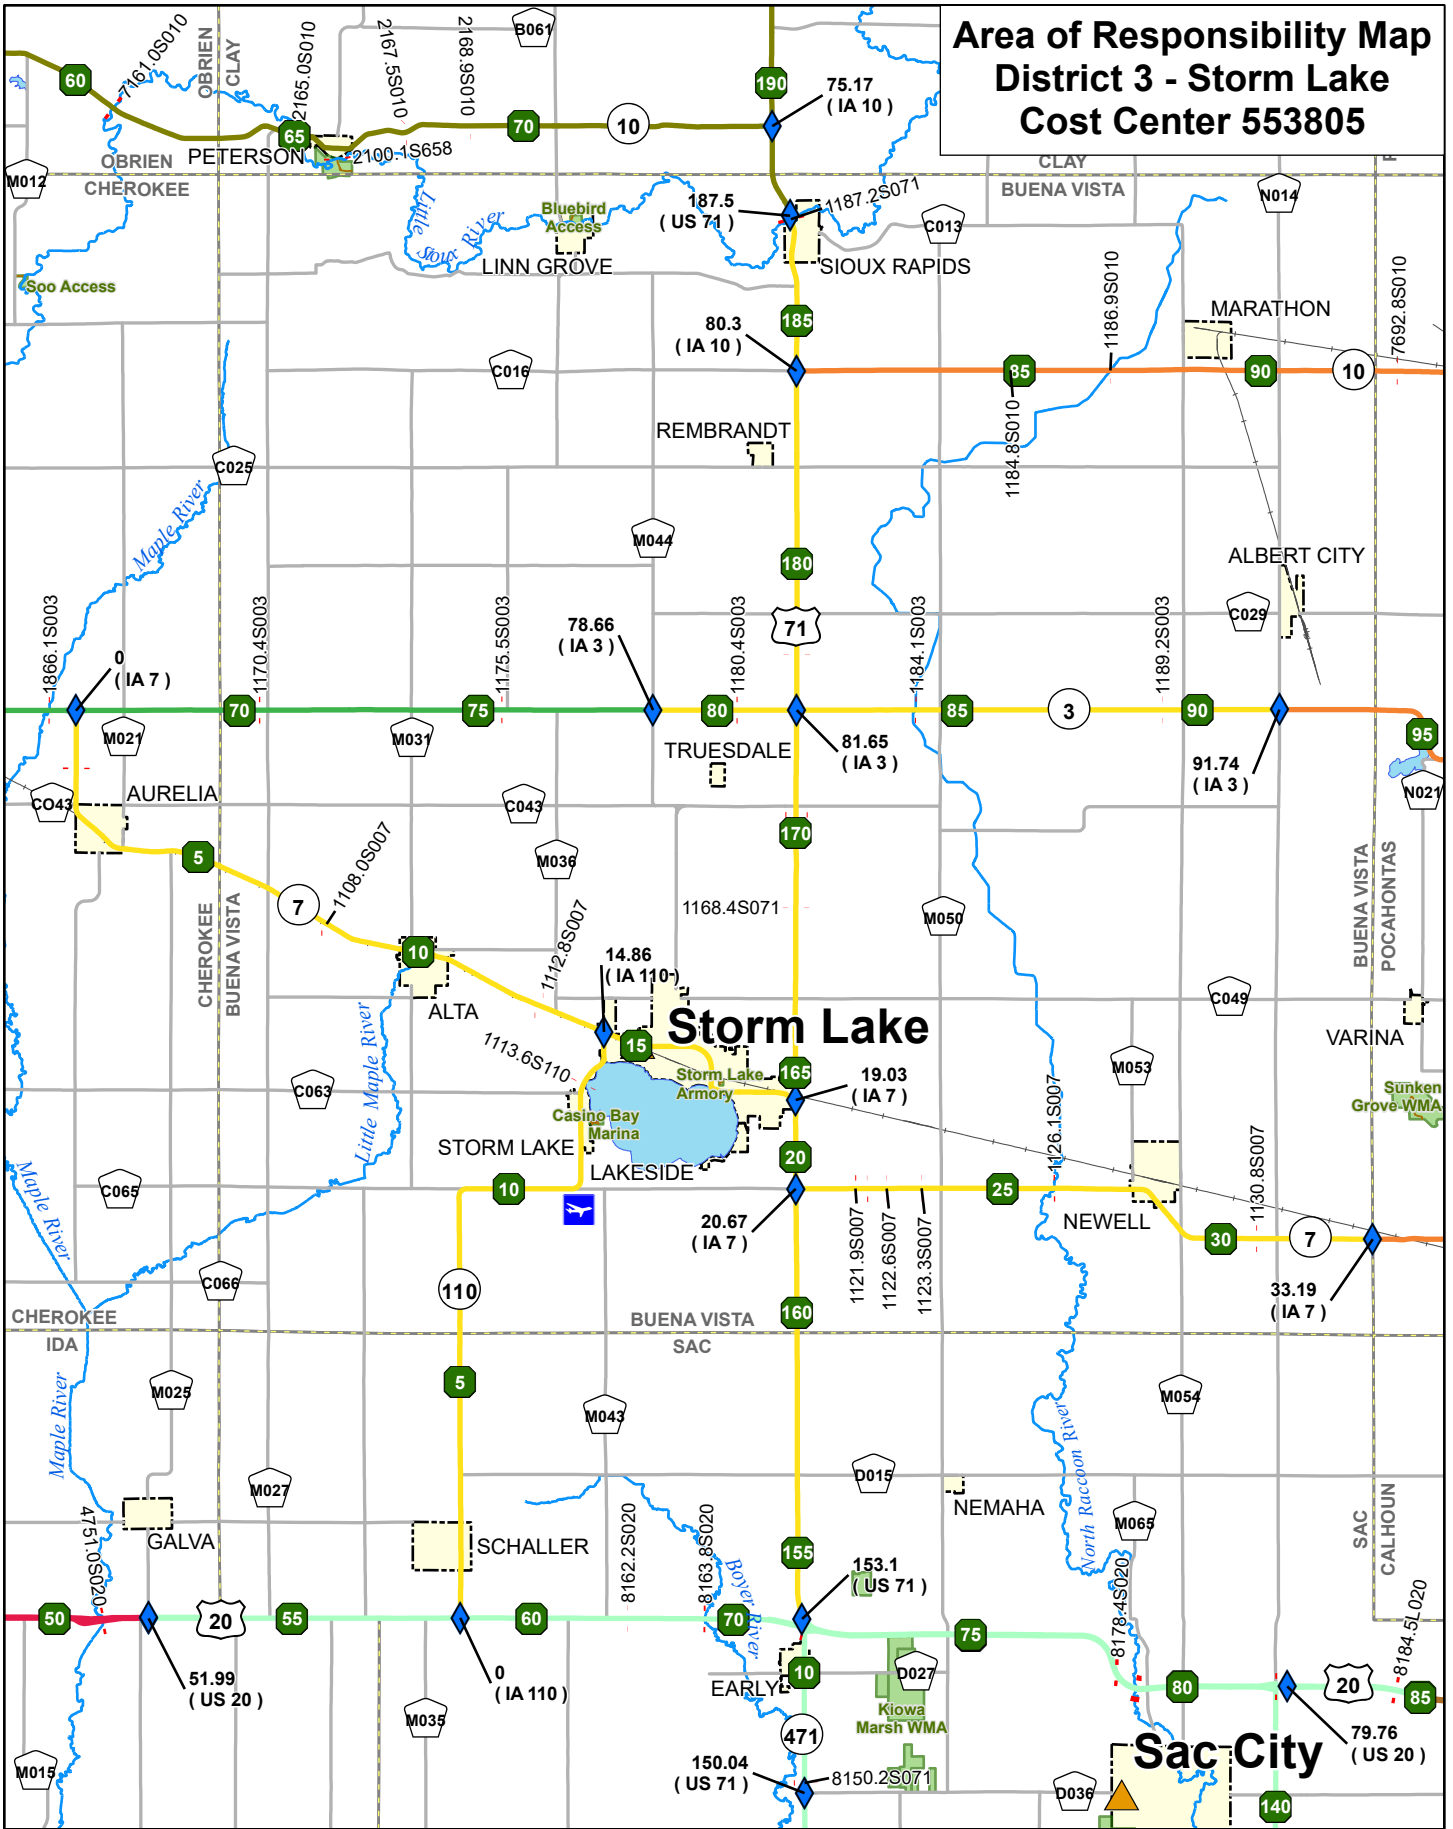 Area of Responsibility Map
District 3 - Storm Lake
Cost Center 553805
B061
60
7161.0S010
OBRIEN
CLAY
2165.0S010
2167.5S010
2168.9S010
190
75.17
( IA 10 )
65
70
10
PETERSON
2100.1S658
OBRIEN
CHEROKEE
M012
CLAY
BUENA VISTA
N014
187.5
( US 71 )
1187.2S071
Little
Sioux River
Bluebird
Access
C013
LINN GROVE
SIOUX RAPIDS
Soo Access
185
80.3
( IA 10 )
1186.9S010
MARATHON
7692.8S010
C016
85
90
10
REMBRANDT
1184.8S010
C025
Maple River
M044
180
ALBERT CITY
C029
71
1866.1S003
0
( IA 7 )
1170.4S003
1175.5S003
78.66
( IA 3 )
1180.4S003
1184.1S003
1189.2S003
70
75
80
85
3
90
95
M021
M031
TRUESDALE
81.65
( IA 3 )
91.74
( IA 3 )
N021
CO43
AURELIA
C043
170
5
1108.0S007
M036
7
1168.4S071
M050
CHEROKEE
BUENA VISTA
BUENA VISTA
POCAHONTAS
10
1112.8S007
14.86
( IA 110 )
ALTA
C049
VARINA
Storm Lake
15
1113.6S110
Little Maple River
C063
Storm Lake
Armory
165
19.03
( IA 7 )
M053
1126.1S007
Sunken
Grove WMA
Casino Bay
Marina
STORM LAKE
LAKESIDE
20
1130.8S007
Maple River
C065
10
25
NEWELL
20.67
( IA 7 )
1121.9S007
1122.6S007
1123.3S007
30
7
33.19
( IA 7 )
C066
110
160
CHEROKEE
IDA
BUENA VISTA
SAC
5
M025
M043
M054
Maple River
North Raccoon River
M027
D015
NEMAHA
M065
GALVA
SCHALLER
4751.0S020
8162.2S020
8163.8S020
Boyer River
155
153.1
( US 71 )
SAC
CALHOUN
50
20
55
60
70
75
8178.4S020
8184.5L020
51.99
( US 20 )
0
( IA 110 )
EARLY
10
D027
80
20
85
M035
Kiowa
Marsh WMA
471
79.76
( US 20 )
Sac City
M015
150.04
( US 71 )
8150.2S071
D036
140